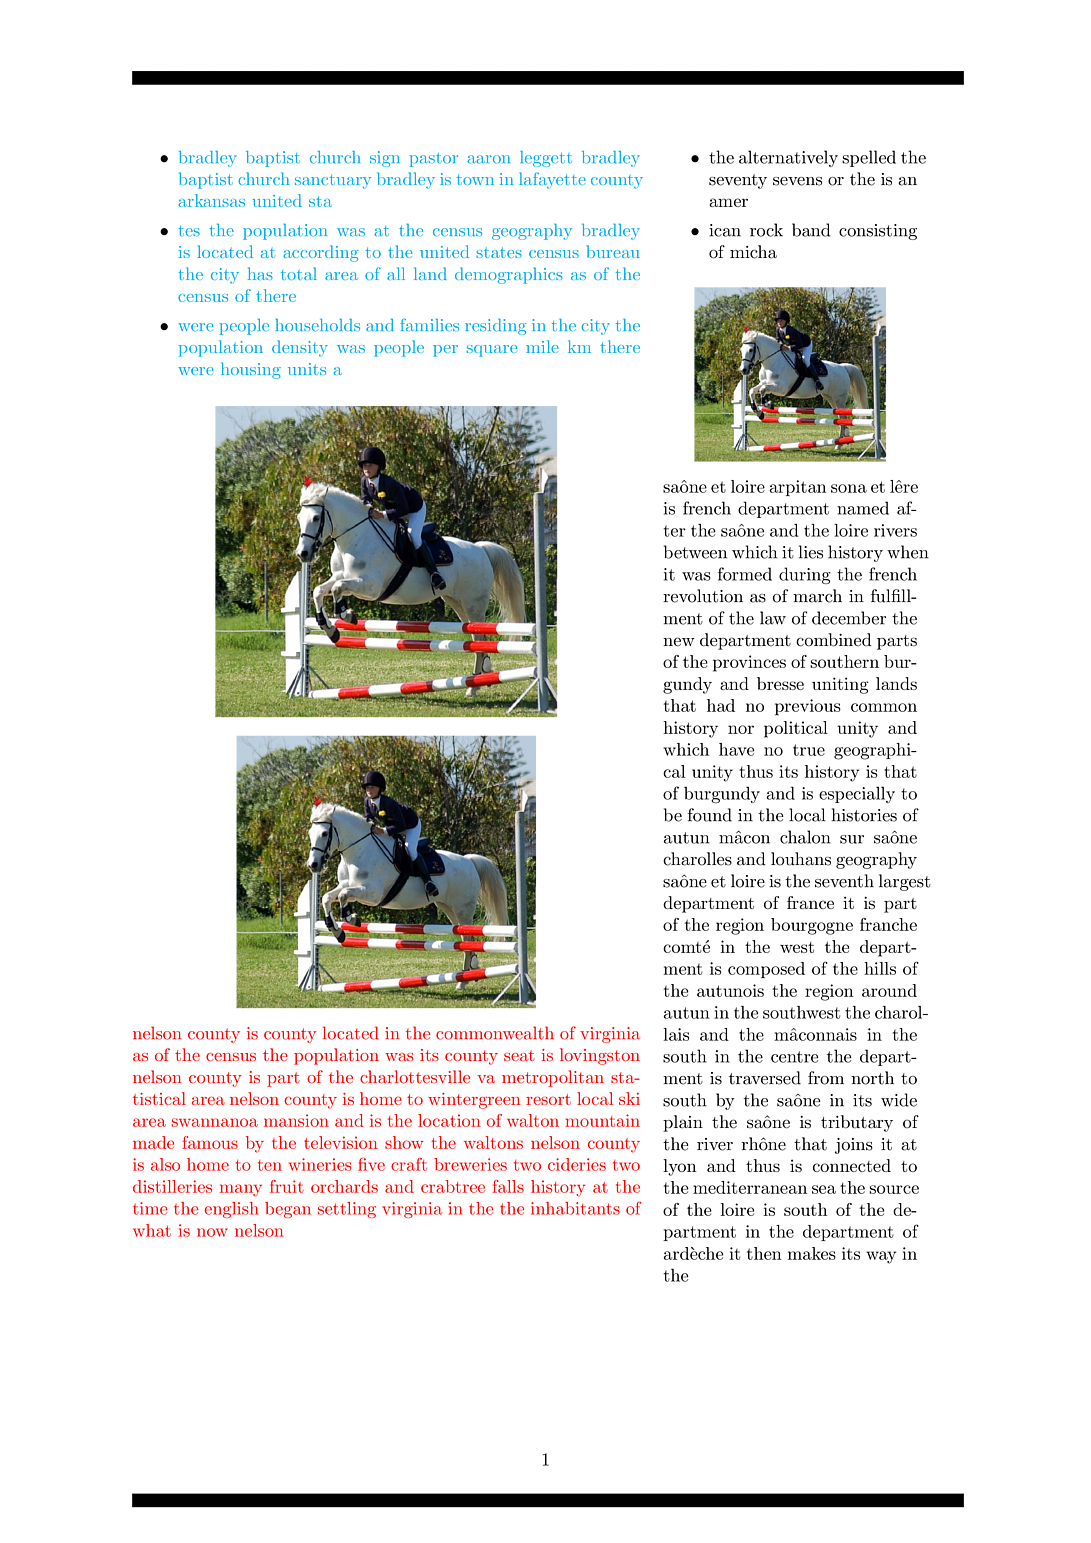 • bradley baptist church sign pastor aaron leggett bradley
baptist church sanctuary bradley is town in lafayette county
arkansas united sta
• tes the population was at the census geography bradley
is located at according to the united states census bureau
the city has total area of all land demographics as of the
census of there
• were people households and families residing in the city the
population density was people per square mile km there
were housing units a
nelson county is county located in the commonwealth of virginia
as of the census the population was its county seat is lovingston
nelson county is part of the charlottesville va metropolitan sta-
tistical area nelson county is home to wintergreen resort local ski
area swannanoa mansion and is the location of walton mountain
made famous by the television show the waltons nelson county
is also home to ten wineries five craft breweries two cideries two
distilleries many fruit orchards and crabtree falls history at the
time the english began settling virginia in the the inhabitants of
what is now nelson
• the alternatively spelled the
seventy sevens or the is an
amer
• ican rock band consisting
of micha
saône et loire arpitan sona et lêre
is french department named af-
ter the saône and the loire rivers
between which it lies history when
it was formed during the french
revolution as of march in fulfill-
ment of the law of december the
new department combined parts
of the provinces of southern bur-
gundy and bresse uniting lands
that had no previous common
history nor political unity and
which have no true geographi-
cal unity thus its history is that
of burgundy and is especially to
be found in the local histories of
autun mâcon chalon sur saône
charolles and louhans geography
saône et loire is the seventh largest
department of france it is part
of the region bourgogne franche
comté in the west the depart-
ment is composed of the hills of
the autunois the region around
autun in the southwest the charol-
lais and the mâconnais in the
south in the centre the depart-
ment is traversed from north to
south by the saône in its wide
plain the saône is tributary of
the river rhône that joins it at
lyon and thus is connected to
the mediterranean sea the source
of the loire is south of the de-
partment in the department of
ardèche it then makes its way in
the
1